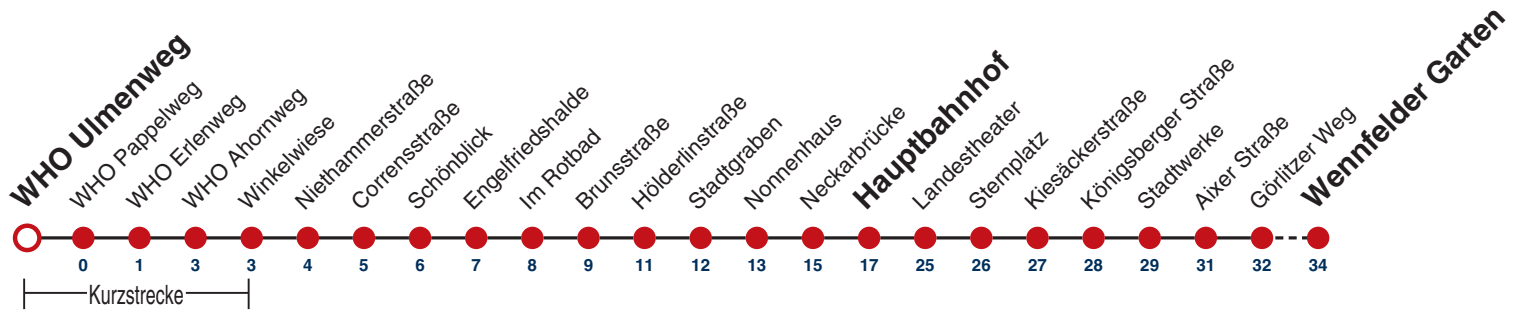 WHO Ulmenweg
WHO Pappelweg
WHO Erlenweg
WHO Ahornweg
Winkelwiese
Niethammerstraße
Corrensstraße
Schönblick
Engelfriedshalde
Im Rotbad
Brunsstraße
Hölderlinstraße
Stadtgraben
Nonnenhaus
Neckarbrücke
Hauptbahnhof
Landestheater
Sternplatz
Kiesäckerstraße
Königsberger Straße
Stadtwerke
Aixer Straße
Görlitzer Weg
Wennfelder Garten
0 1 3 3 4 5 6 7 8 9 11 12 13 15 17 25 26 27 28 29 31 32 34
Kurzstrecke